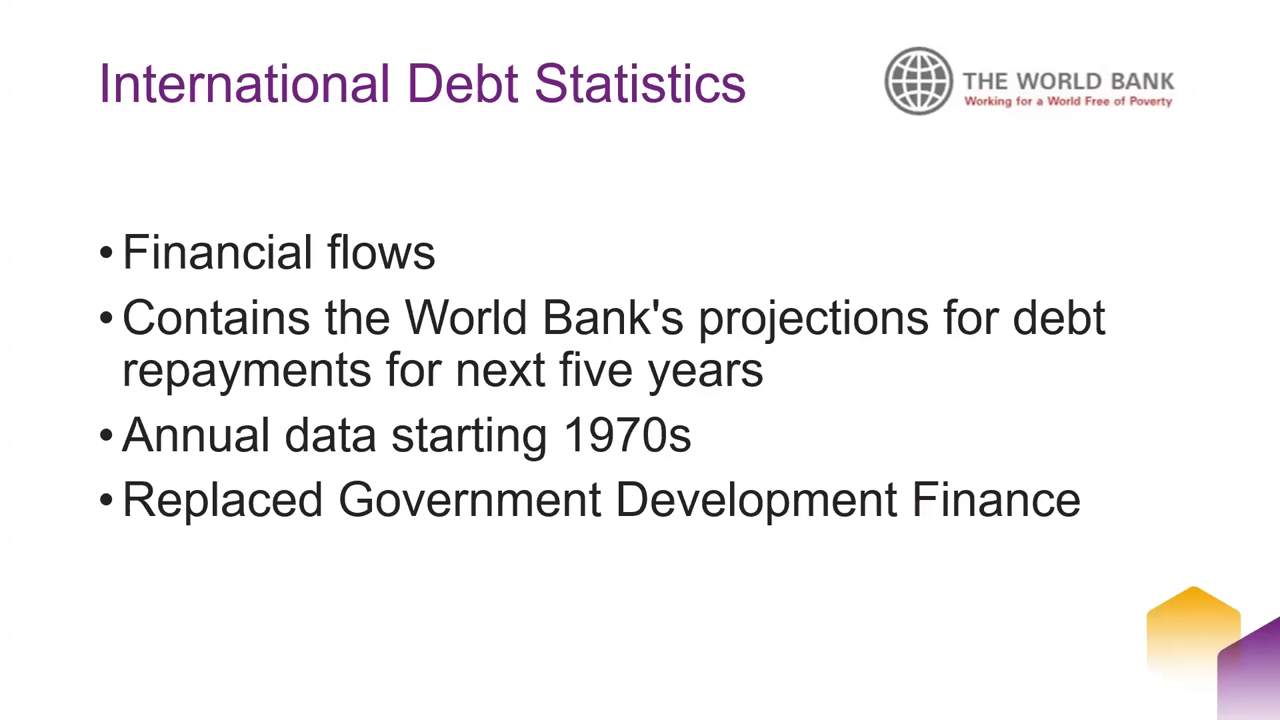 International Debt Statistics
THE WORLD BANK
Working for a World Free of Poverty
•Financial flows
•Contains the World Bank's projections for debt
repayments for next five years
•Annual data starting 1970s
•Replaced Government Development Finance